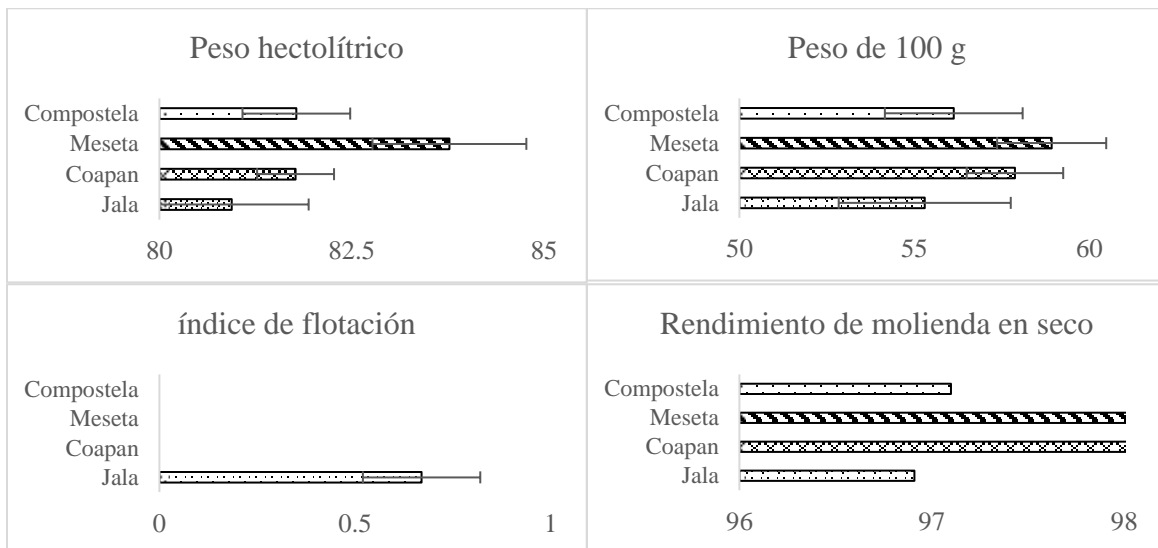 Peso hectolítrico
Compostela
Meseta
Coapan
Jala
80 82.5 85
Peso de 100 g
Compostela
Meseta
Coapan
Jala
50 55 60
índice de flotación
Compostela
Meseta
Coapan
Jala
0 0.5 1
Rendimiento de molienda en seco
Compostela
Meseta
Coapan
Jala
96 97 98